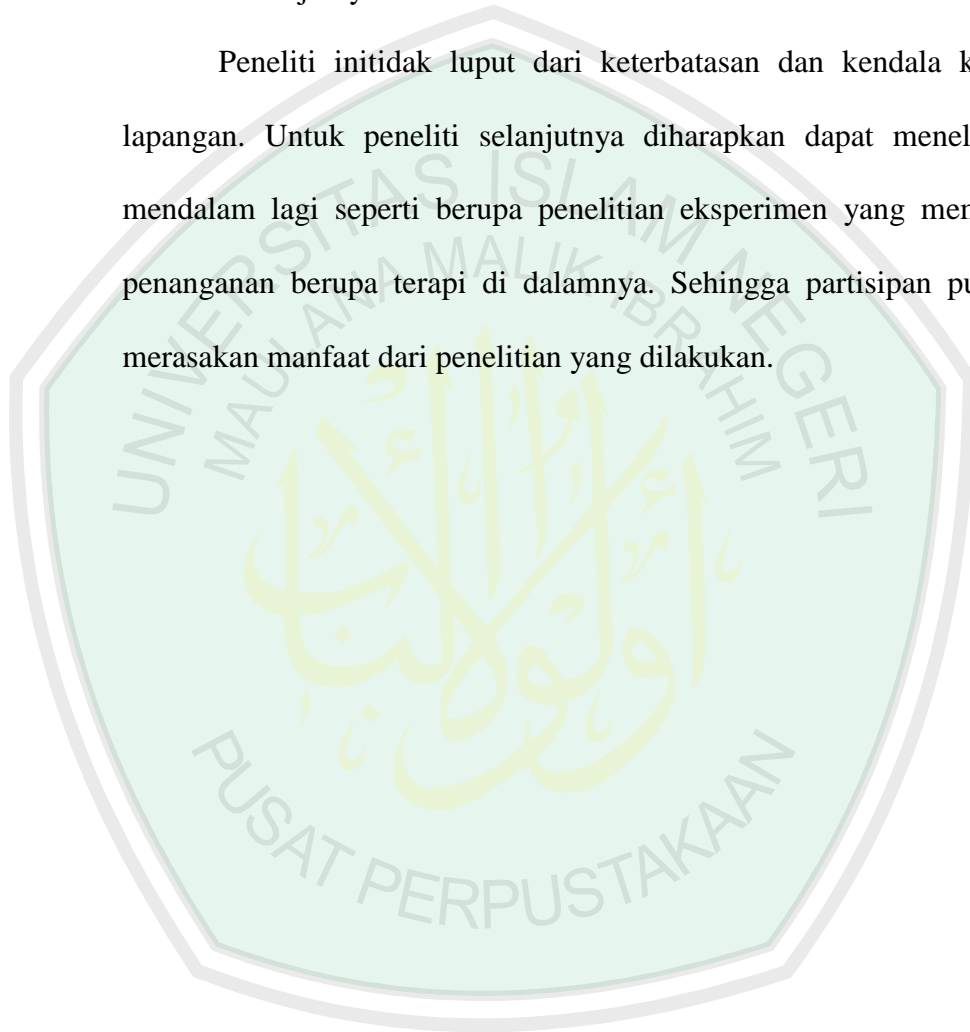 Peneliti initidak luput dari keterbatasan dan kendala
lapangan. Untuk peneliti selanjutnya diharapkan dapat
mendalam lagi seperti berupa penelitian eksperimen yang
penanganan berupa terapi di dalamnya. Sehingga partisipan
merasakan manfaat dari penelitian yang dilakukan.
UNIVERSITAS ISLAM NEGERI
MAULANA MALIK IBRAHIM
PUSAT PERPUSTAKAAN